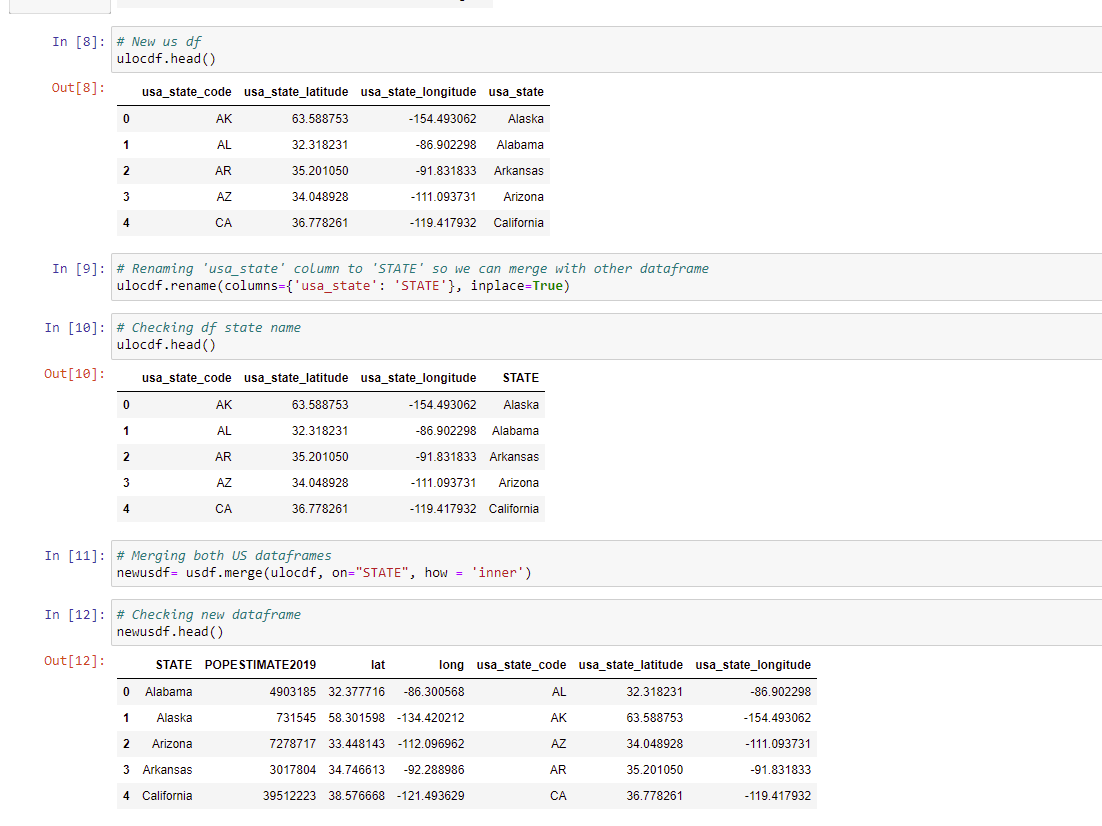 In [8]: # New us df
ulocdf.head()
Out[8]:
usa_state_code usa_state_latitude usa_state_longitude usa_state
0 AK 63.588753 -154.493062 Alaska
1 AL 32.318231 -86.902298 Alabama
2 AR 35.201050 -91.831833 Arkansas
3 AZ 34.048928 -111.093731 Arizona
4 CA 36.778261 -119.417932 California
In [9]: # Renaming 'usa_state' column to 'STATE' so we can merge with other dataframe
ulocdf.rename(columns={'usa_state': 'STATE'}, inplace=True)
In [10]: # Checking df state name
ulocdf.head()
Out[10]:
usa_state_code usa_state_latitude usa_state_longitude STATE
0 AK 63.588753 -154.493062 Alaska
1 AL 32.318231 -86.902298 Alabama
2 AR 35.201050 -91.831833 Arkansas
3 AZ 34.048928 -111.093731 Arizona
4 CA 36.778261 -119.417932 California
In [11]: # Merging both US dataframes
newusdf= usdf.merge(ulocdf, on="STATE", how = 'inner')
In [12]: # Checking new dataframe
newusdf.head()
Out[12]:
STATE POPESTIMATE2019 lat long usa_state_code usa_state_latitude usa_state_longitude
0 Alabama 4903185 32.377716 -86.300568 AL 32.318231 -86.902298
1 Alaska 731545 58.301598 -134.420212 AK 63.588753 -154.493062
2 Arizona 7278717 33.448143 -112.096962 AZ 34.048928 -111.093731
3 Arkansas 3017804 34.746613 -92.288986 AR 35.201050 -91.831833
4 California 39512223 38.576668 -121.493629 CA 36.778261 -119.417932